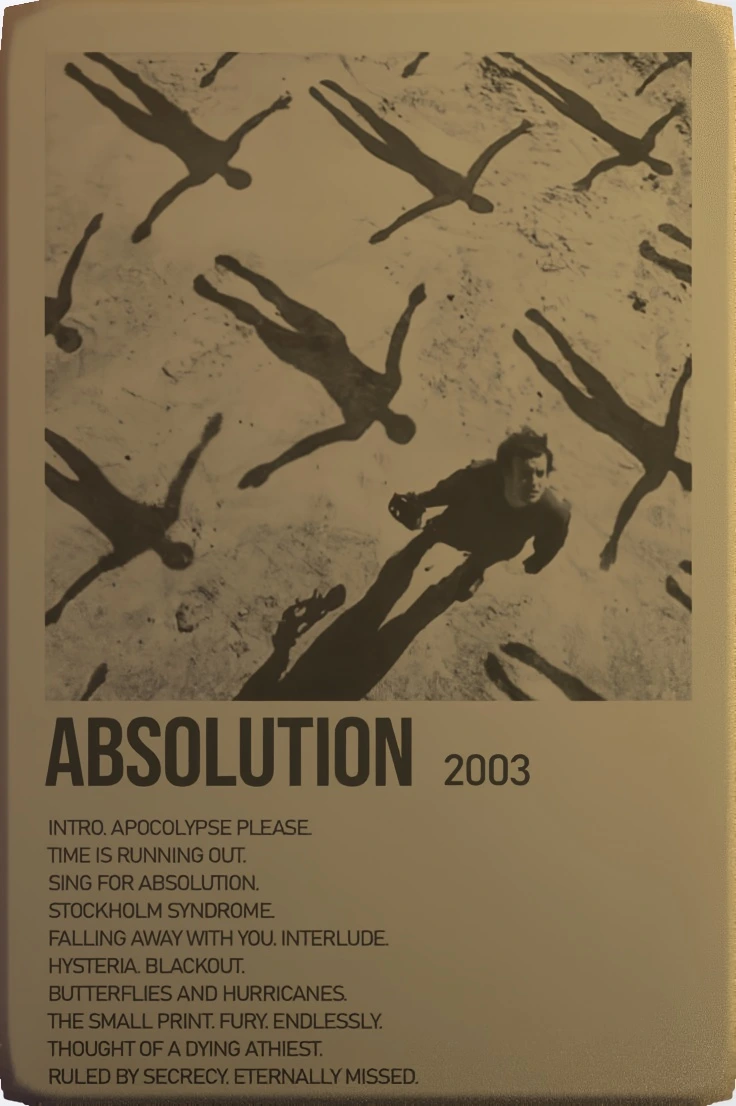 ABSOLUTION 2003
INTRO. APOCOLYPSE PLEASE.
TIME IS RUNNING OUT.
SING FOR ABSOLUTION.
STOCKHOLM SYNDROME.
FALLING AWAY WITH YOU. INTERLUDE.
HYSTERIA. BLACKOUT.
BUTTERFLIES AND HURRICANES.
THE SMALL PRINT. FURY. ENDLESSLY.
THOUGHT OF A DYING ATHIEST.
RULED BY SECRECY. ETERNALLY MISSED.